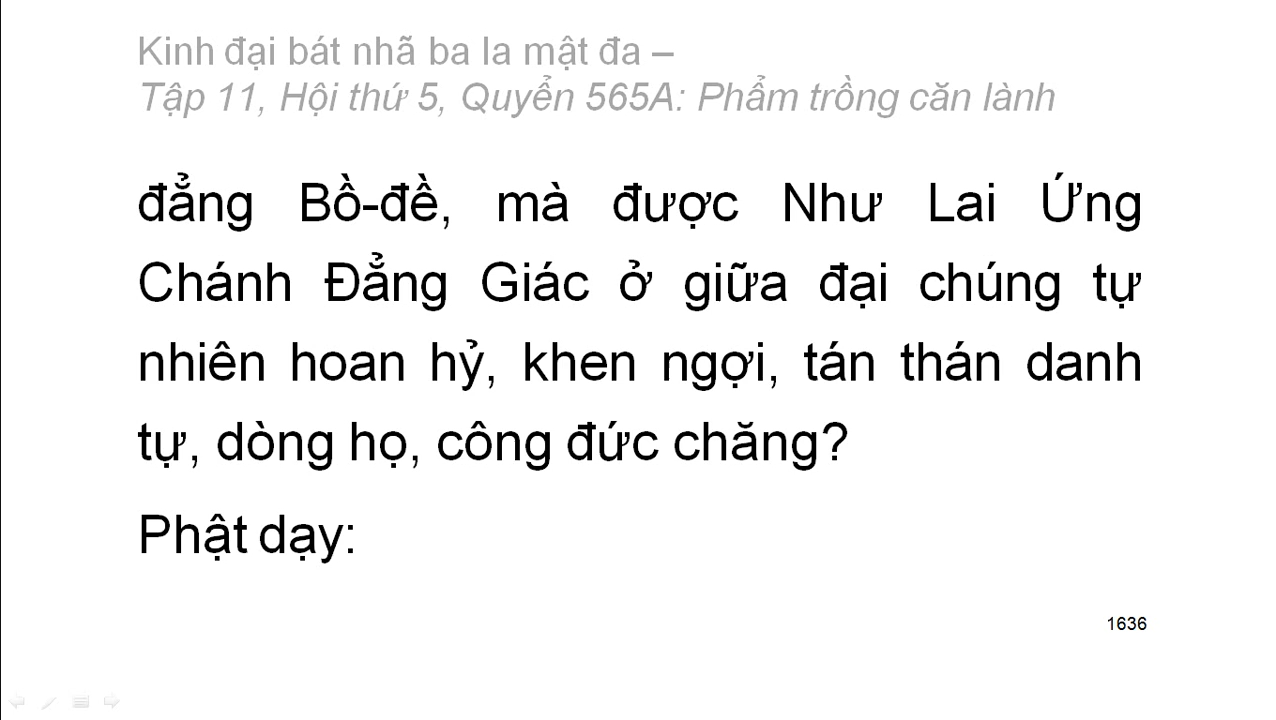 Kinh đại bát nhã ba la mật đa –
Tập 11, Hội thứ 5, Quyển 565A: Phẩm trồng căn lành
đẳng Bồ-đề, mà được Như Lai Ứng
Chánh Đẳng Giác ở giữa đại chúng tự
nhiên hoan hỷ, khen ngợi, tán thán danh
tự, dòng họ, công đức chăng?
Phật dạy:
1636